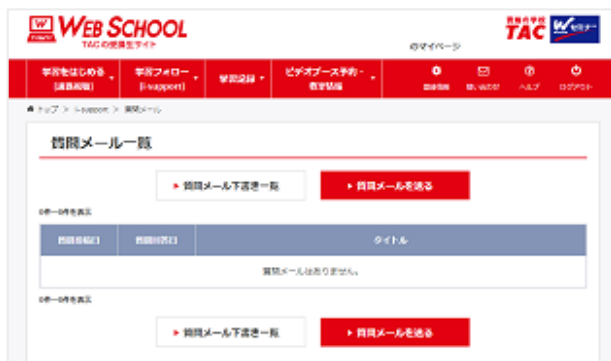 W WEB SCHOOL
TACの受講生サイト
のマイページ
資格の学校
TAC Wセミナー
学習をはじめる 学習フォロー 学習記録 ビデオブース予約・
(講義視聴) (i-support) 教室情報 登録情報 問い合わせ ヘルプ ログアウト
トップ > i-support > 質問メール
質問メール一覧
質問メール下書き一覧 質問メールを送る
0件~0件を表示
質問投稿日 質問回答日 タイトル
質問メールはありません。
0件~0件を表示
質問メール下書き一覧 質問メールを送る